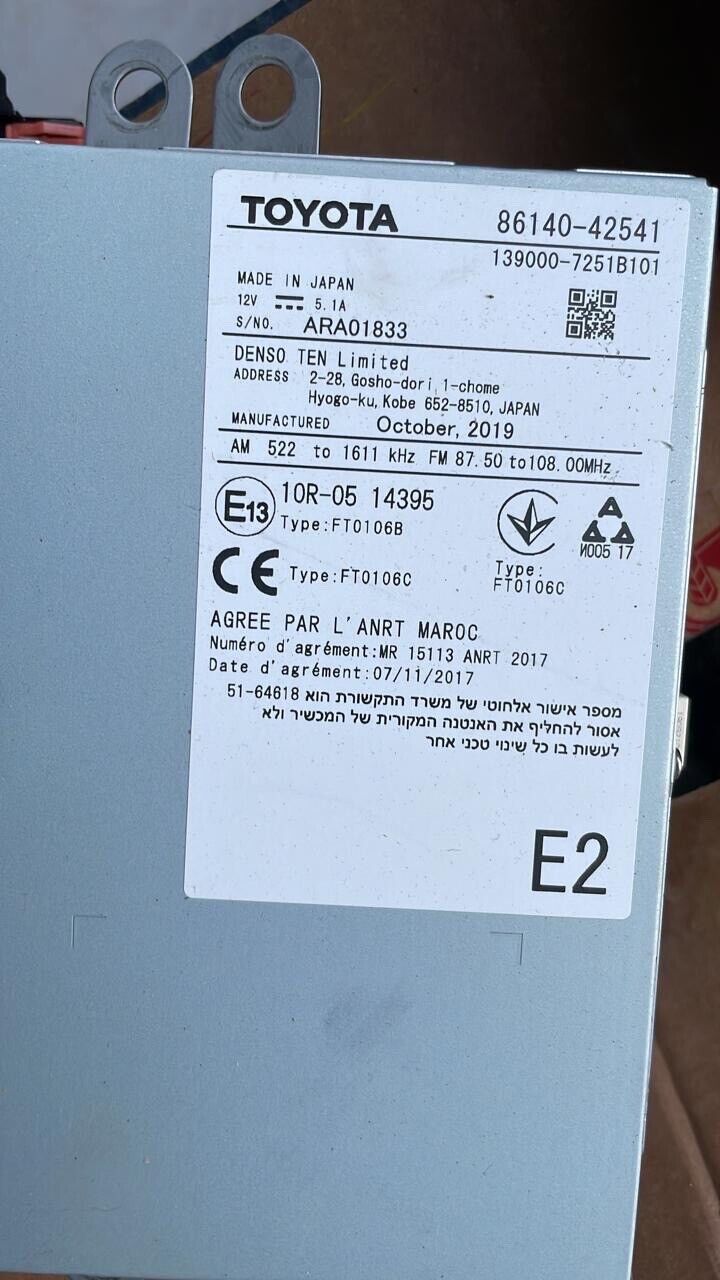 TOYOTA 86140-42541
139000-7251B101
MADE IN JAPAN
12V 5.1A
S/NO. ARA01833
DENSO TEN Limited
ADDRESS 2-28, Gosho-dori, 1-chome
Hyogo-ku, Kobe 652-8510, JAPAN
MANUFACTURED October, 2019
AM 522 to 1611 kHz FM 87.50 to 108.00MHz
E13 10R-05 14395
Type:FT0106B
CE Type:FT0106C
Type:
FT0106C
И005 17
AGREE PAR L'ANRT MAROC
Numéro d'agrément:MR 15113 ANRT 2017
Date d'agrément:07/11/2017
מספר אישור אלחוטי של משרד התקשורת הוא 51-64618
אסור להחליף את האנטנה המקורית של המכשיר ולא
לעשות בו כל שינוי טכני אחר
E2